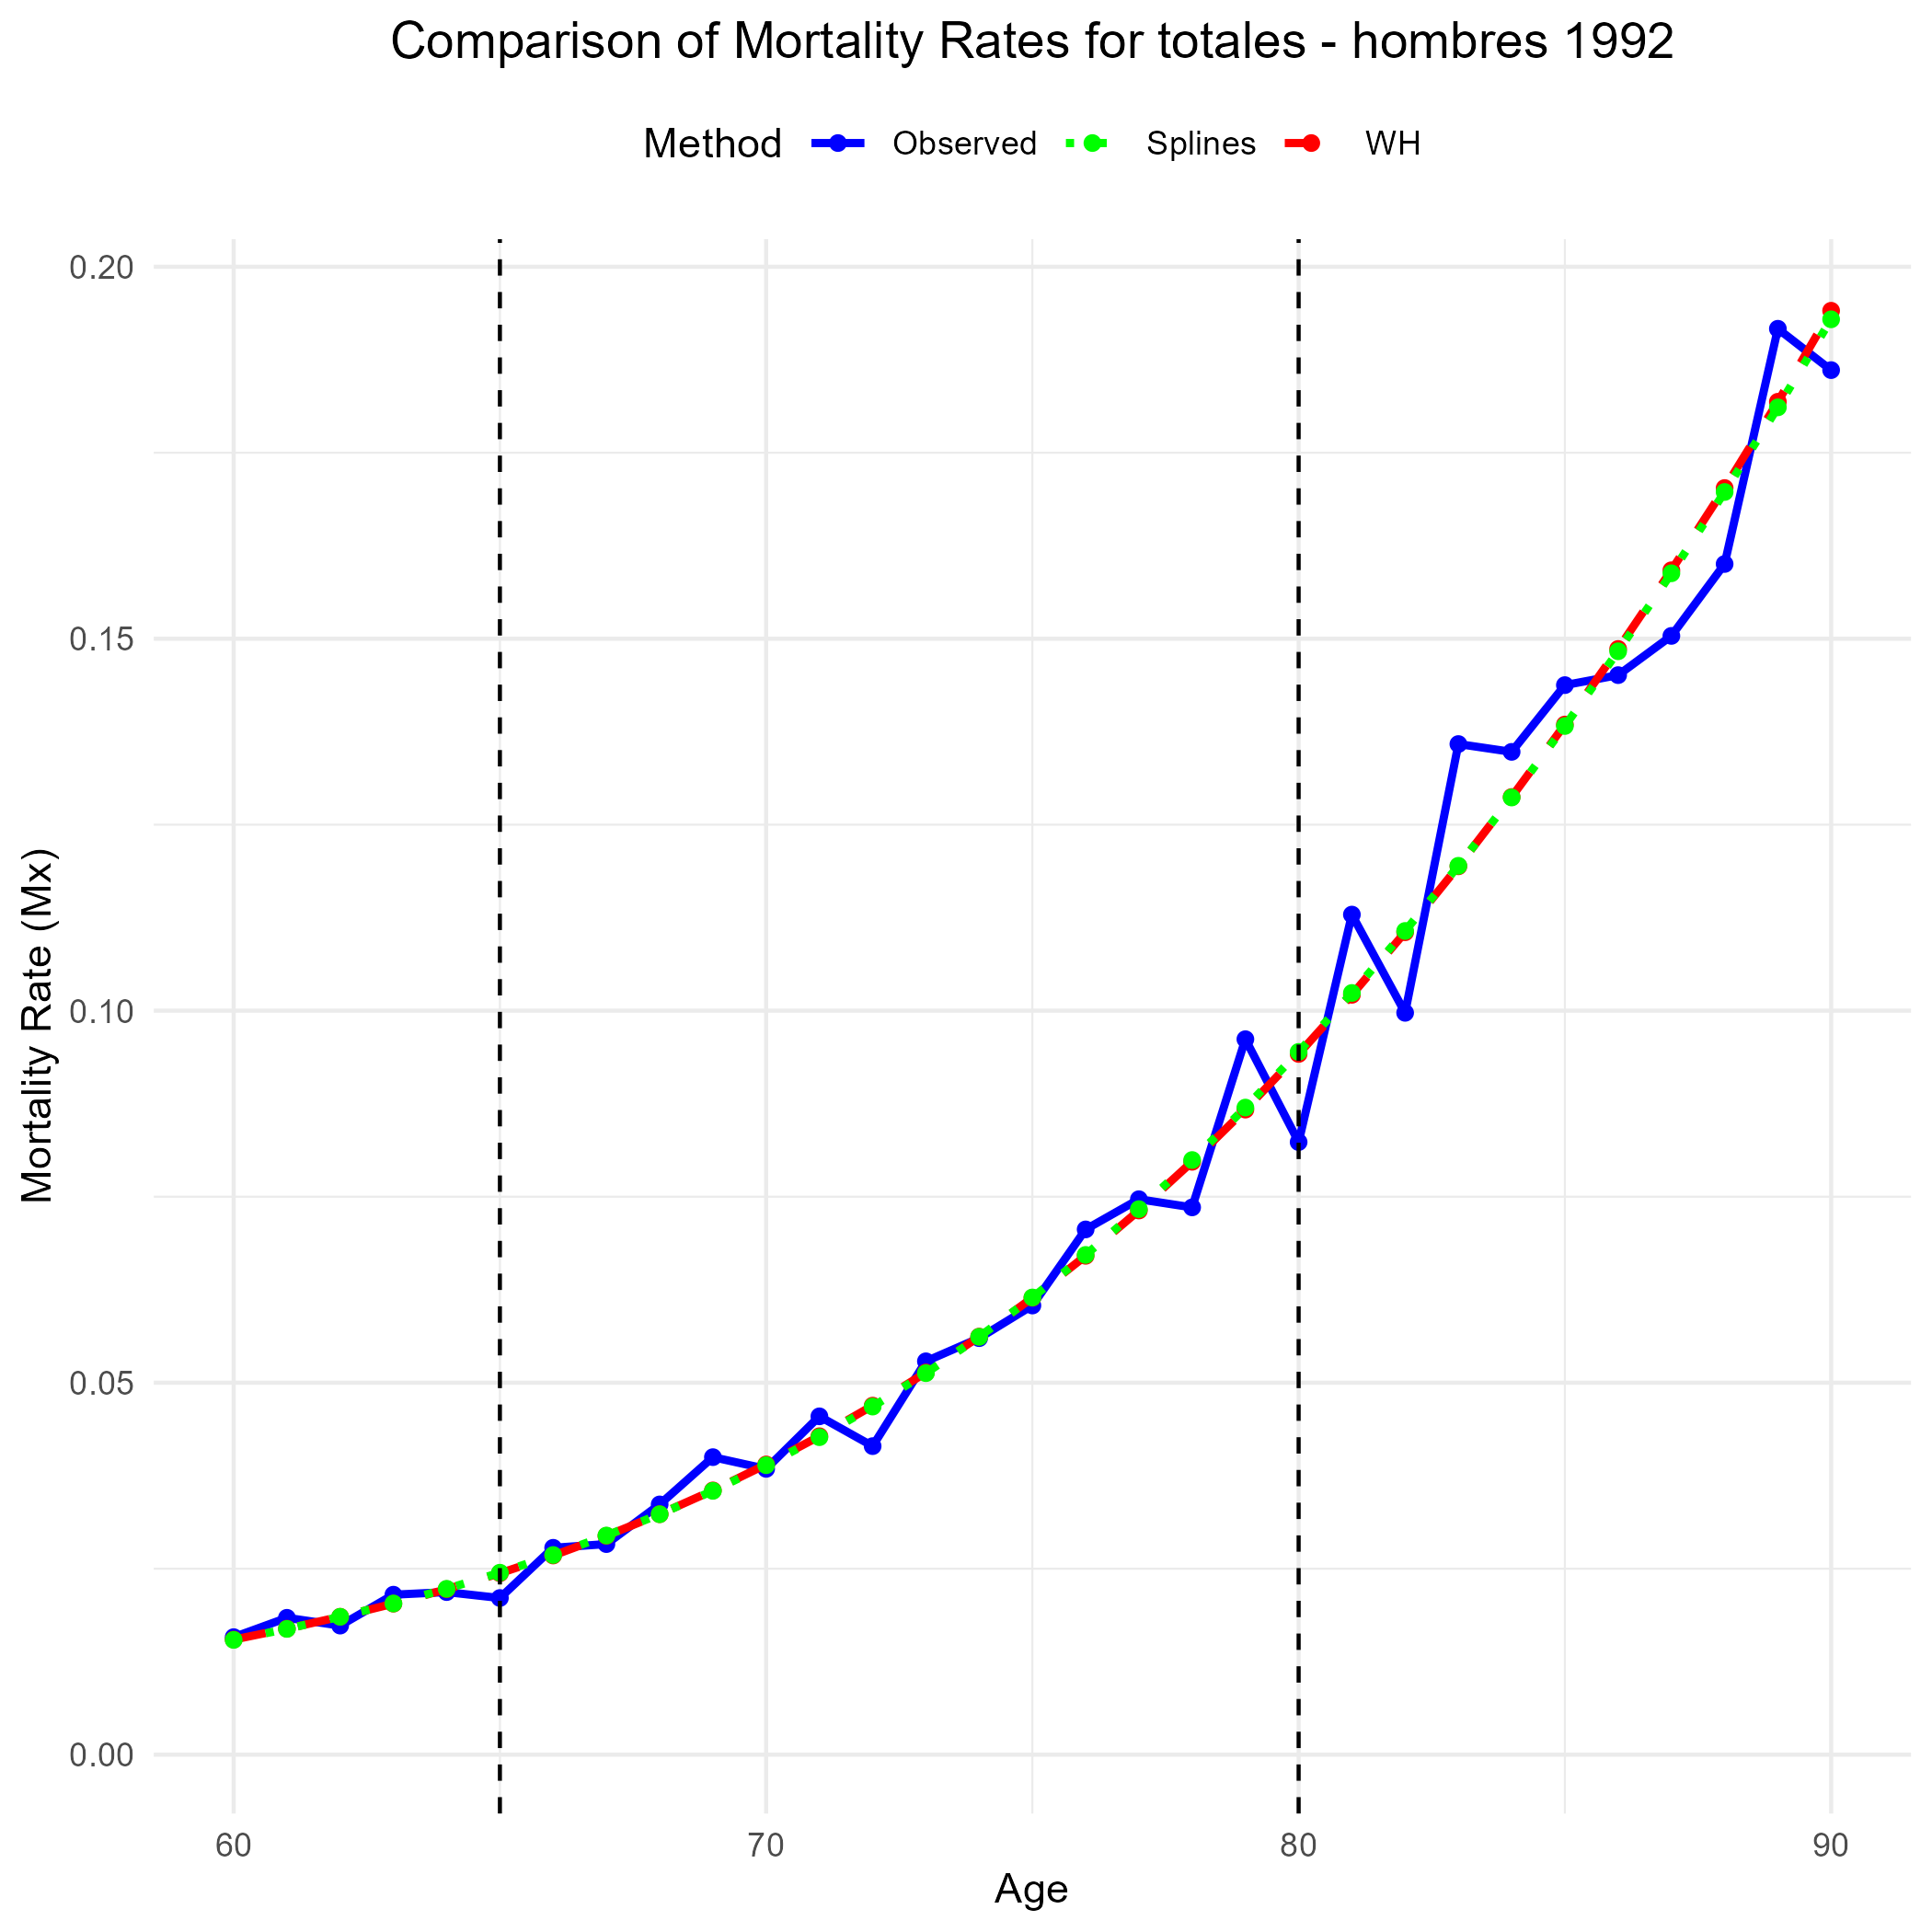 Comparison of Mortality Rates for totales - hombres 1992
Method Observed Splines WH
0.20
0.15
0.10
0.05
0.00
Mortality Rate (Mx)
60 70 80 90
Age